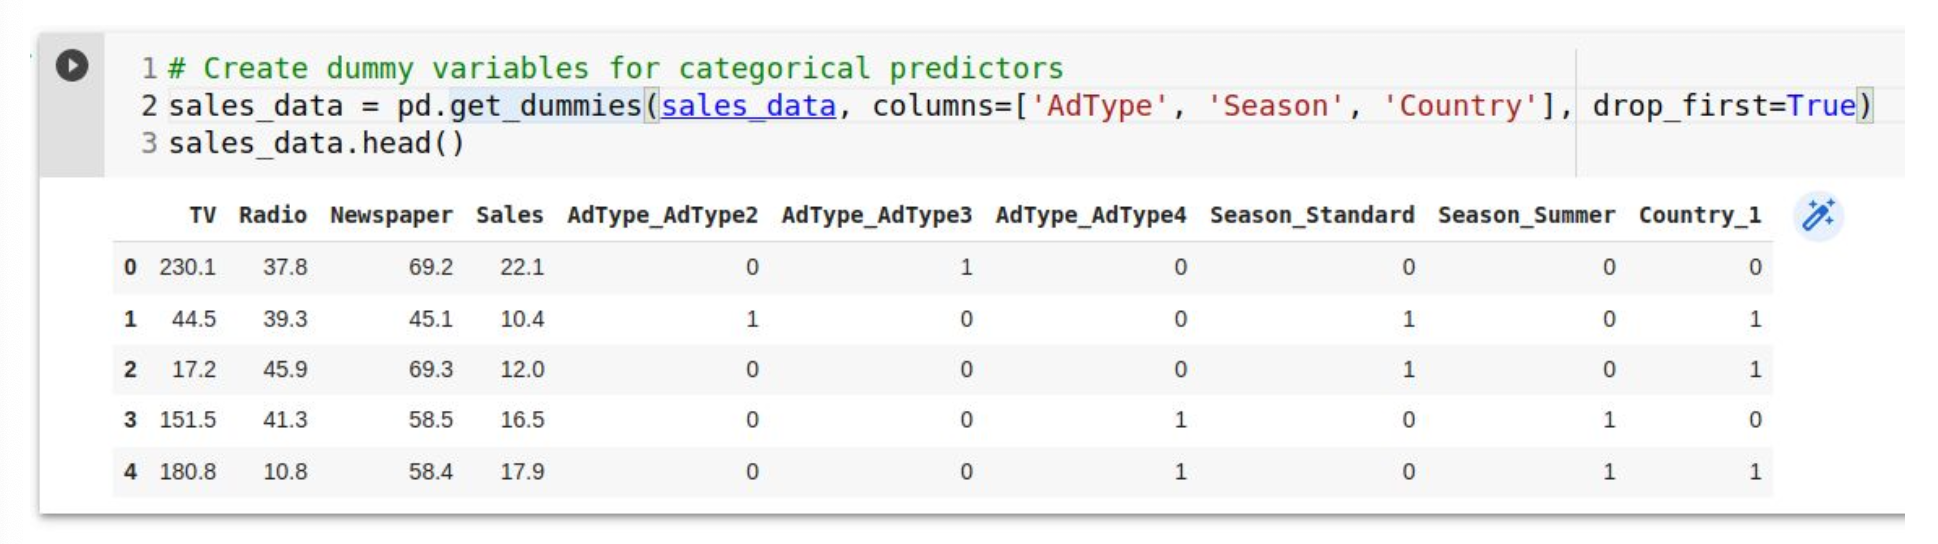 1 # Create dummy variables for categorical predictors
2 sales_data = pd.get_dummies(sales_data, columns=['AdType', 'Season', 'Country'], drop_first=True)
3 sales_data.head()
TV Radio Newspaper Sales AdType_AdType2 AdType_AdType3 AdType_AdType4 Season_Standard Season_Summer Country_1
0 230.1 37.8 69.2 22.1 0 1 0 0 0 0
1 44.5 39.3 45.1 10.4 1 0 0 1 0 1
2 17.2 45.9 69.3 12.0 0 0 0 1 0 1
3 151.5 41.3 58.5 16.5 0 0 1 0 1 0
4 180.8 10.8 58.4 17.9 0 0 1 0 1 1